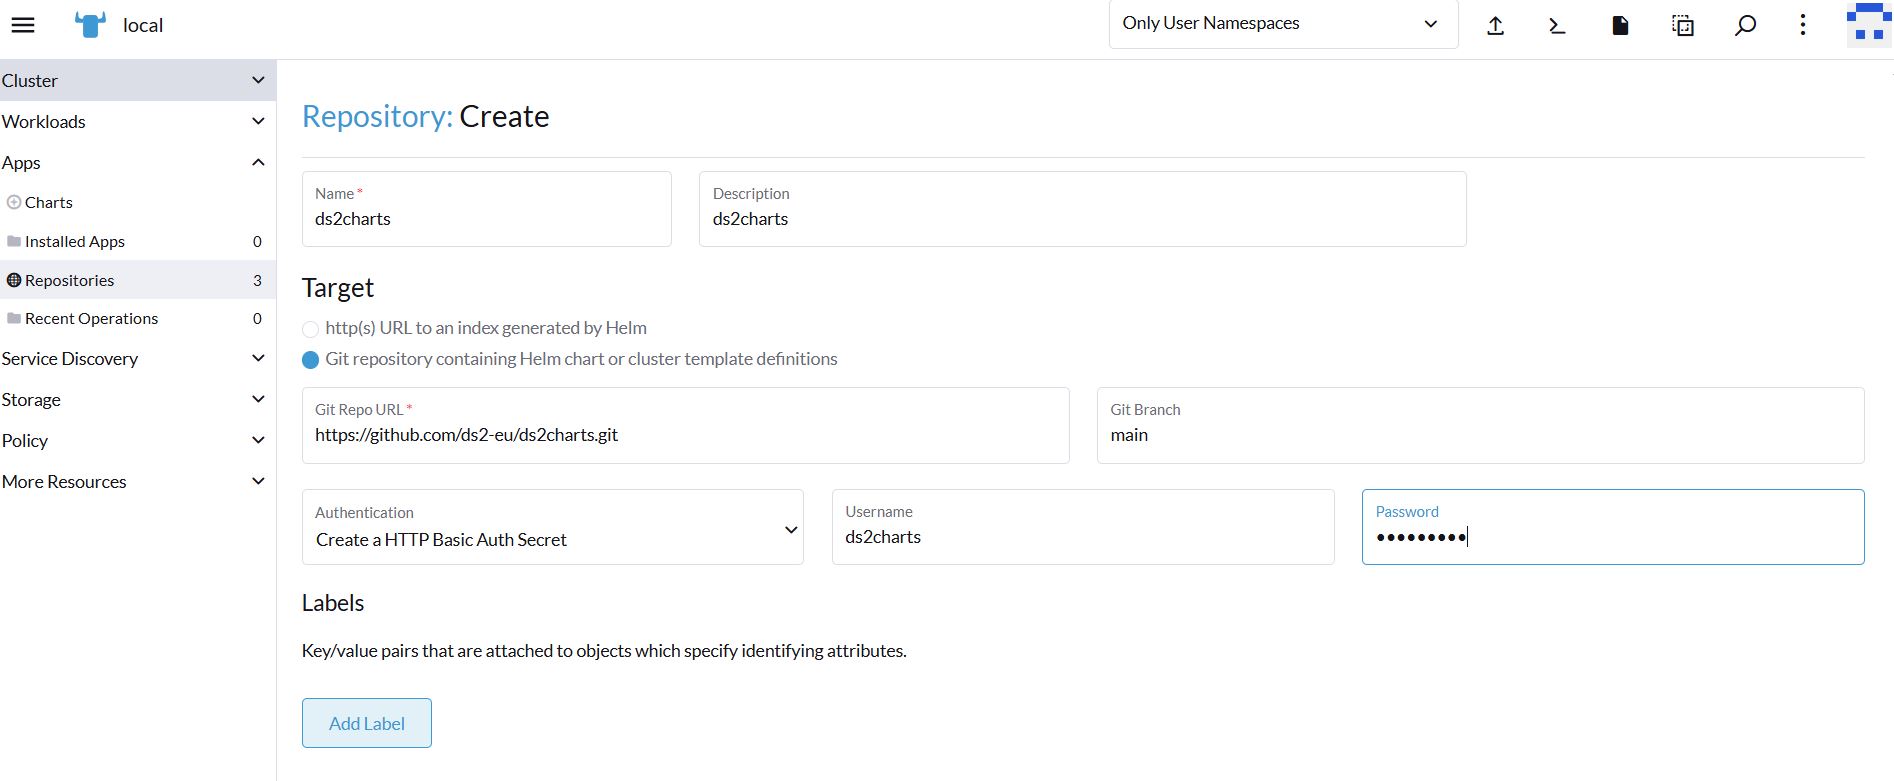 local
Only User Namespaces
Cluster
Workloads
Apps
Charts
Installed Apps 0
Repositories 3
Recent Operations 0
Service Discovery
Storage
Policy
More Resources
Repository: Create
Name *
ds2charts
Description
ds2charts
Target
http(s) URL to an index generated by Helm
Git repository containing Helm chart or cluster template definitions
Git Repo URL *
https://github.com/ds2-eu/ds2charts.git
Git Branch
main
Authentication
Create a HTTP Basic Auth Secret
Username
ds2charts
Password
•••••••••
Labels
Key/value pairs that are attached to objects which specify identifying attributes.
Add Label